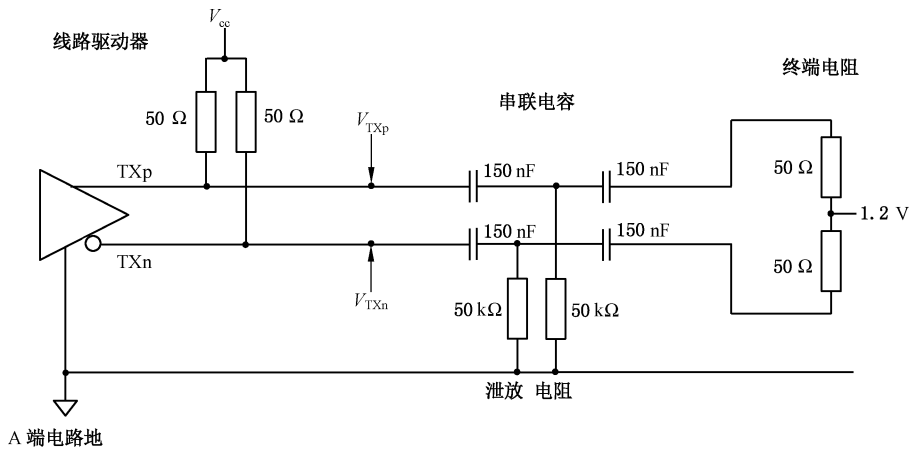 V_cc
线路驱动器
终端电阻
串联电容
50 Ω
50 Ω
V_TXp
TXp
150 nF
150 nF
50 Ω
1.2 V
150 nF
150 nF
TXn
50 Ω
V_TXn
50 kΩ
50 kΩ
泄放 电阻
A 端电路地